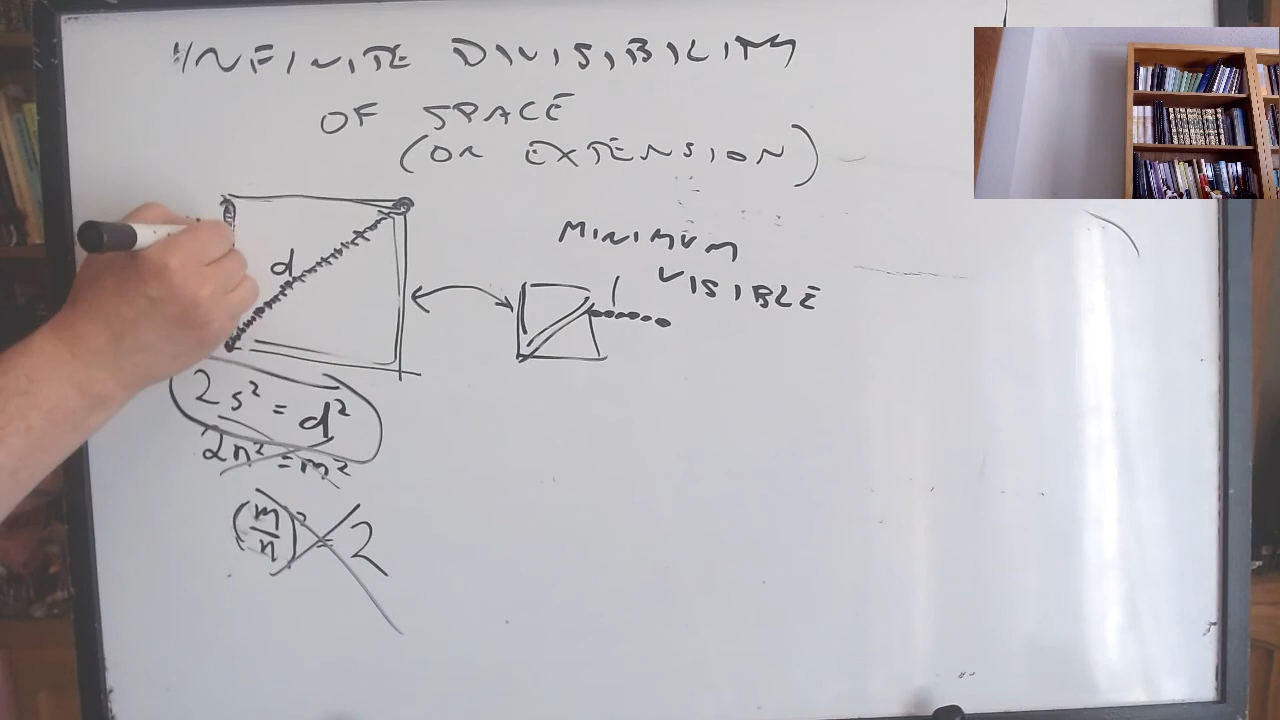 INFINITE DIVISIBILITY
OF SPACE
(OR EXTENSION)
d
MINIMUM
VISIBLE
2s² = d²
2n² = m²
(m/n)² = 2